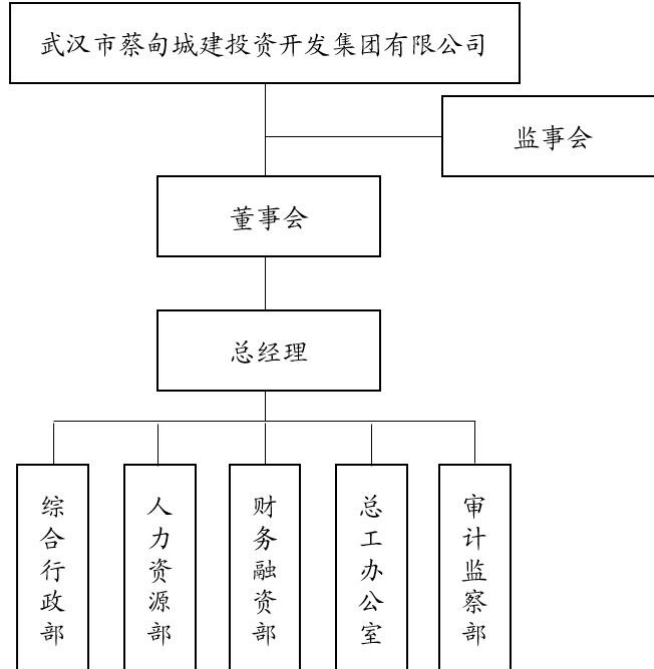 武汉市蔡甸城建投资开发集团有限公司
监事会
董事会
总经理
综合行政部
人力资源部
财务融资部
总工办公室
审计监察部